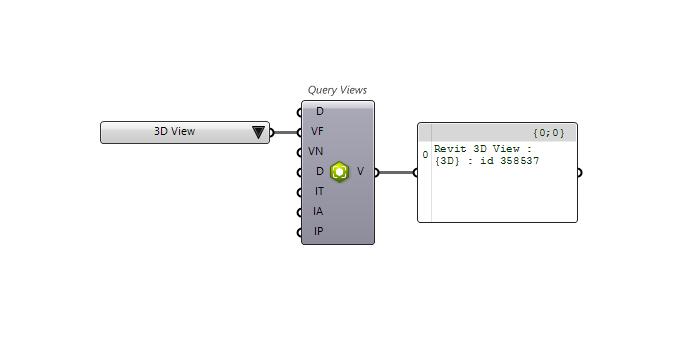 Query Views
3D View
D
VF
VN
D
IT
IA
IP
V
{0;0}
0
Revit 3D View :
{3D} : id 358537